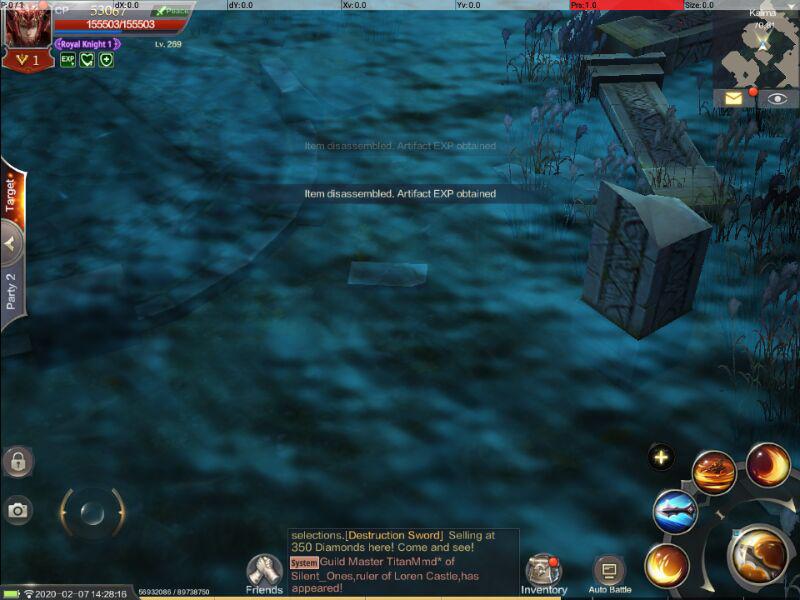 P:0/1 dX:0.0 dY:0.0 Xv:0.0 Yv:0.0 Prs:1.0 Size:0.0
CP 53067 Peace
155503/155503
Royal Knight 1 Lv. 269
1
EXP
Kalima
Item disassembled. Artifact EXP obtained
Item disassembled. Artifact EXP obtained
Target
Party 2
selections.[Destruction Sword] Selling at
350 Diamonds here! Come and see!
System Guild Master TitanMmd* of
Silent_Ones,ruler of Loren Castle,has
appeared!
Friends
Inventory
Auto Battle
2020-02-07 14:28:16
56932086 / 89738750